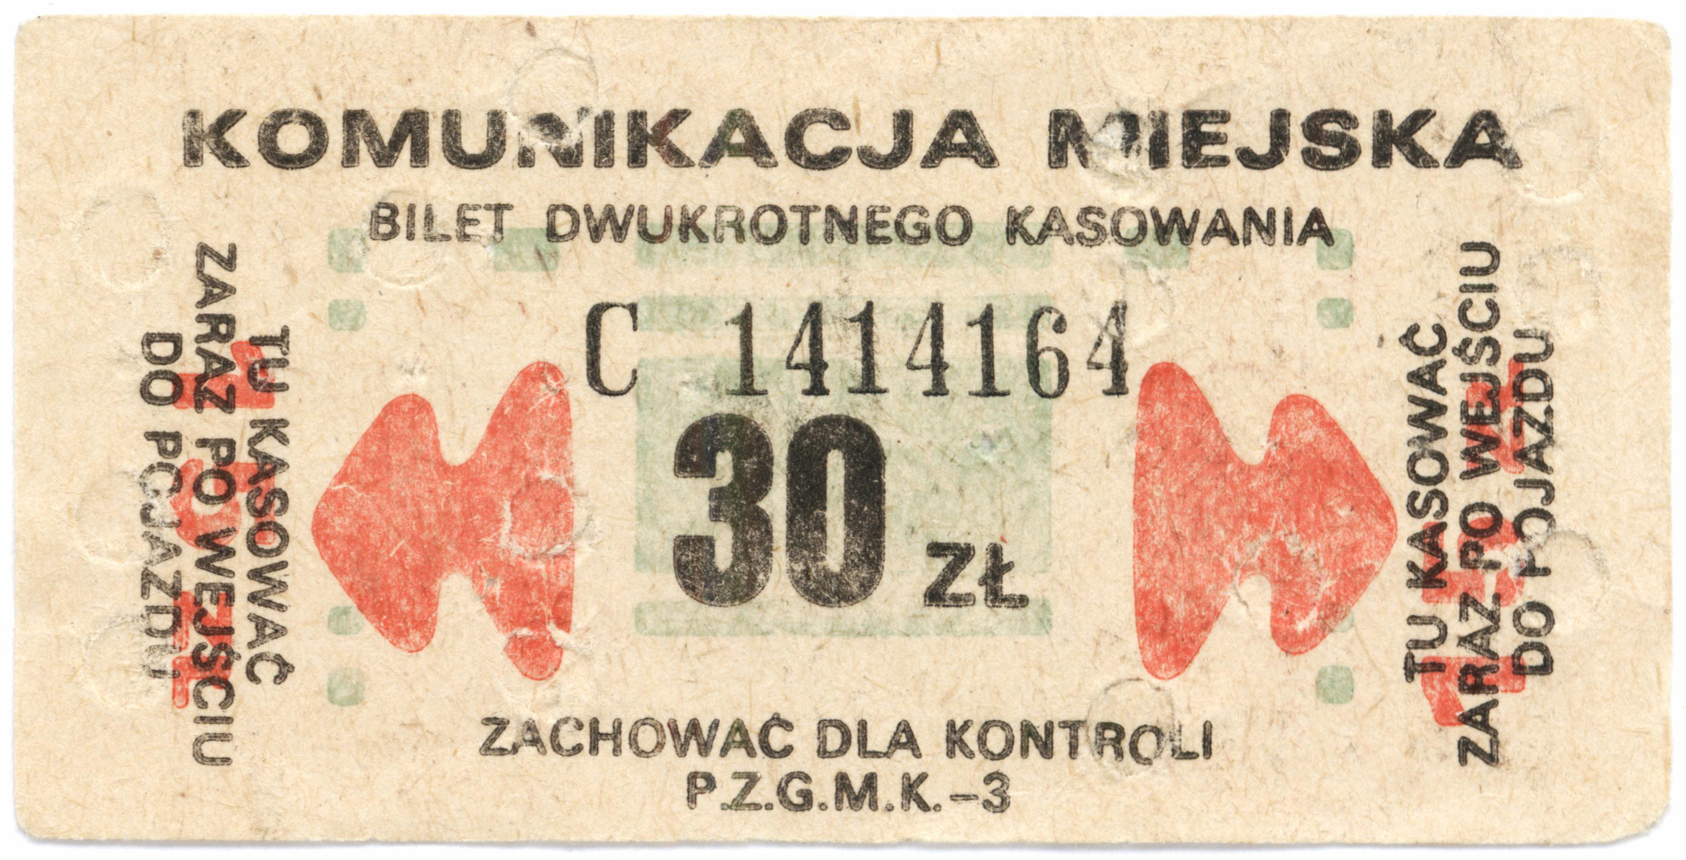 KOMUNIKACJA MIEJSKA
BILET DWUKROTNEGO KASOWANIA
C 1414164
30 ZŁ
TU KASOWAĆ
ZARAZ PO WEJŚCIU
DO POJAZDU
TU KASOWAĆ
ZARAZ PO WEJŚCIU
DO POJAZDU
ZACHOWAĆ DLA KONTROLI
P.Z.G.M.K.-3